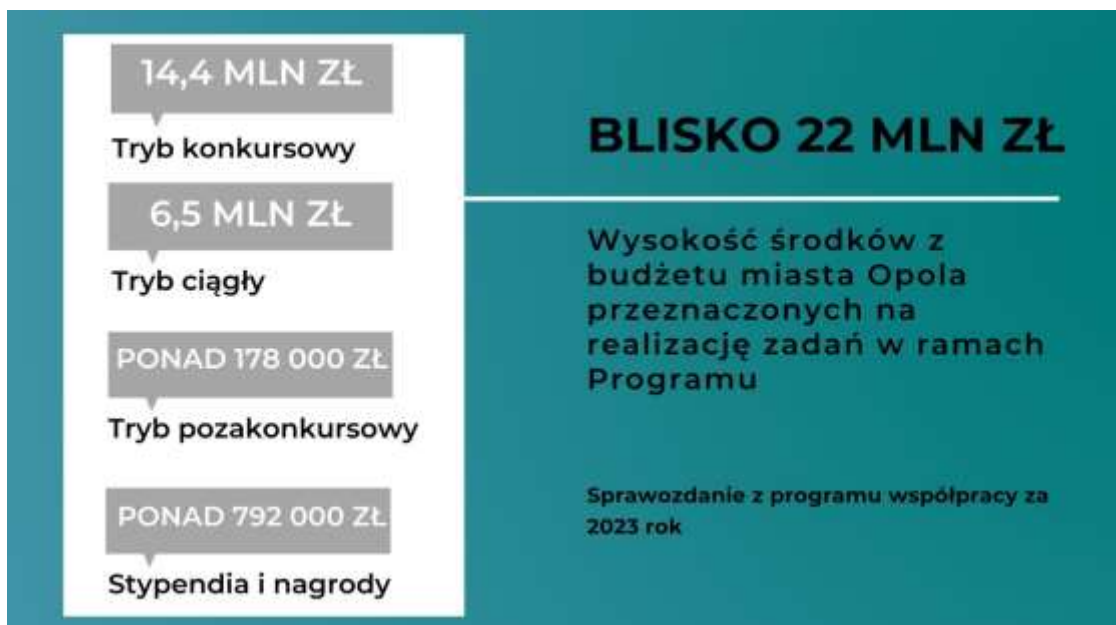 14,4 MLN ZŁ
Tryb konkursowy
6,5 MLN ZŁ
Tryb ciągły
PONAD 178 000 ZŁ
Tryb pozakonkursowy
PONAD 792 000 ZŁ
Stypendia i nagrody
BLISKO 22 MLN ZŁ
Wysokość środków z
budżetu miasta Opola
przeznaczonych na
realizację zadań w ramach
Programu
Sprawozdanie z programu współpracy za
2023 rok